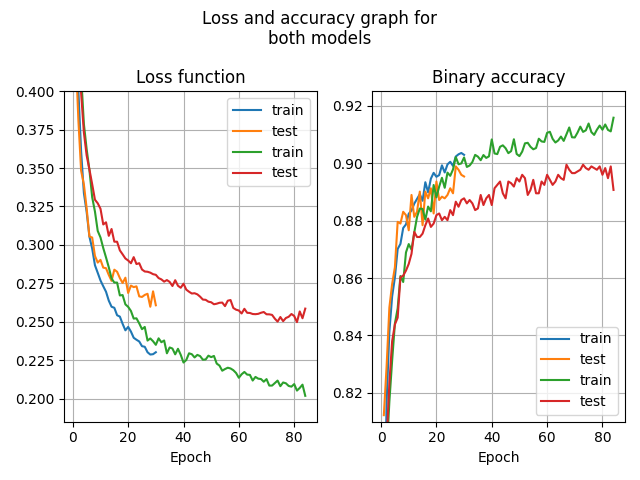 Loss and accuracy graph for
both models
Loss function
0.400
0.375
0.350
0.325
0.300
0.275
0.250
0.225
0.200
0
20
40
60
80
Epoch
train
test
train
test
Binary accuracy
0.92
0.90
0.88
0.86
0.84
0.82
0
20
40
60
80
Epoch
train
test
train
test